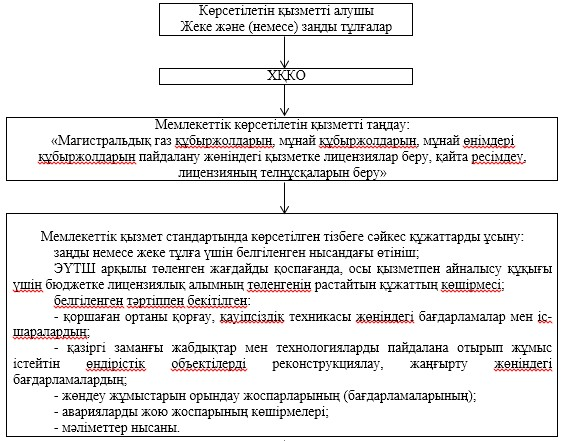 Көрсетілетін қызметті алушы
Жеке және (немесе) заңды тұлғалар
ХҚКО
Мемлекеттік көрсетілетін қызметті таңдау:
«Магистральдық газ құбыржолдарын, мұнай құбыржолдарын, мұнай өнімдері
құбыржолдарын пайдалану жөніндегі қызметке лицензиялар беру, қайта ресімдеу,
лицензияның телнұсқаларын беру»
Мемлекеттік қызмет стандартында көрсетілген тізбеге сәйкес құжаттарды ұсыну:
заңды немесе жеке тұлға үшін белгіленген нысандағы өтініш;
ЭҮТШ арқылы төленген жағдайды қоспағанда, осы қызметпен айналысу құқығы
үшін бюджетке лицензиялық алымның төленгенін растайтын құжаттың көшірмесі;
белгіленген тәртіппен бекітілген:
- қоршаған ортаны қорғау, қауіпсіздік техникасы жөніндегі бағдарламалар мен іс-
шаралардың;
- қазіргі заманғы жабдықтар мен технологияларды пайдалана отырып жұмыс
істейтін өндірістік объектілерді реконструкциялау, жаңғырту жөніндегі
бағдарламалардың;
- жөндеу жұмыстарын орындау жоспарларының (бағдарламаларының);
- аварияларды жою жоспарының көшірмелері;
- мәліметтер нысаны.